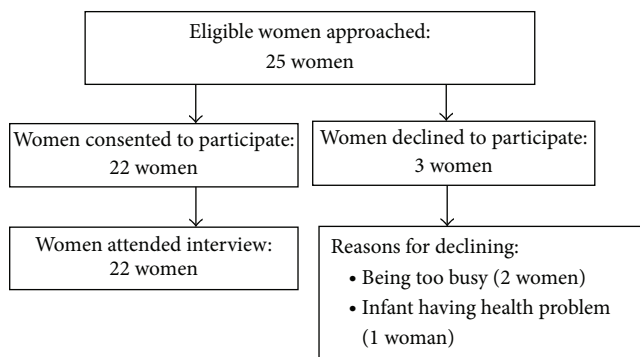 Eligible women approached:
25 women
Women consented to participate:
22 women
Women declined to participate:
3 women
Women attended interview:
22 women
Reasons for declining:
• Being too busy (2 women)
• Infant having health problem
(1 woman)